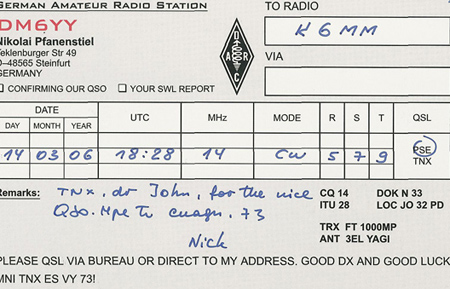 GERMAN AMATEUR RADIO STATION
DM6YY
Nikolai Pfanenstiel
Teklenburger Str 49
D–48565 Steinfurt
GERMANY
CONFIRMING OUR QSO YOUR SWL REPORT
DARC
TO RADIO
K6MM
VIA
DATE UTC MHz MODE R S T QSL
DAY MONTH YEAR
14 03 06 18:28 14 CW 5 7 9 PSE
TNX
Remarks: TNX, dr John, for the nice
QSO. Hpe to cuagn. 73
Nick
CQ 14 DOK N 33
ITU 28 LOC JO 32 PD
TRX FT 1000MP
ANT 3EL YAGI
PLEASE QSL VIA BUREAU OR DIRECT TO MY ADDRESS. GOOD DX AND GOOD LUCK
MNI TNX ES VY 73!